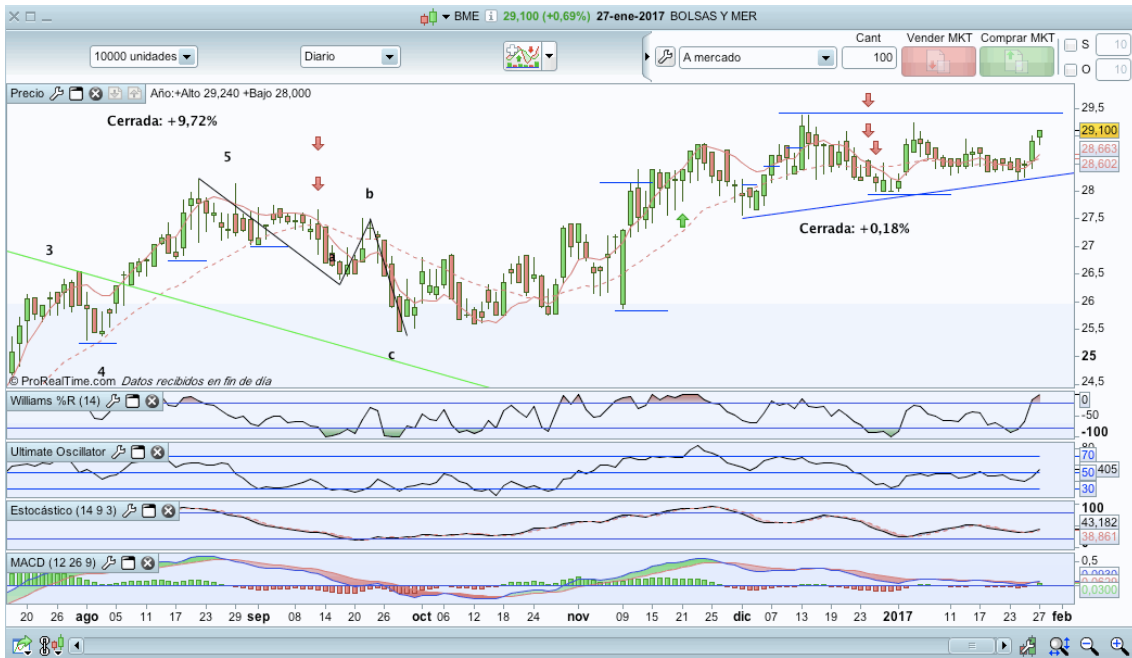 BME 29,100 (+0,69%) 27-ene-2017 BOLSAS Y MER
Cant Vender MKT Comprar MKT
10000 unidades Diario A mercado 100 S 10
O 10
Precio Año:+Alto 29,240 +Bajo 28,000
Cerrada: +9,72%
29,5
29,100
28,663
28,602
28
27,5
27
26,5
26
25,5
25
24,5
5
b
3
a
c
4
Cerrada: +0,18%
© ProRealTime.com Datos recibidos en fin de día
Williams %R (14)
0
-50
-100
Ultimate Oscillator
70
50
405
30
Estocástico (14 9 3)
100
43,182
38,861
MACD (12 26 9)
0,5
0,0300
20 26 ago 05 11 17 23 29 sep 08 14 20 26 oct 06 12 18 24 nov 09 15 21 25 dic 07 13 19 23 2017 11 17 23 27 feb